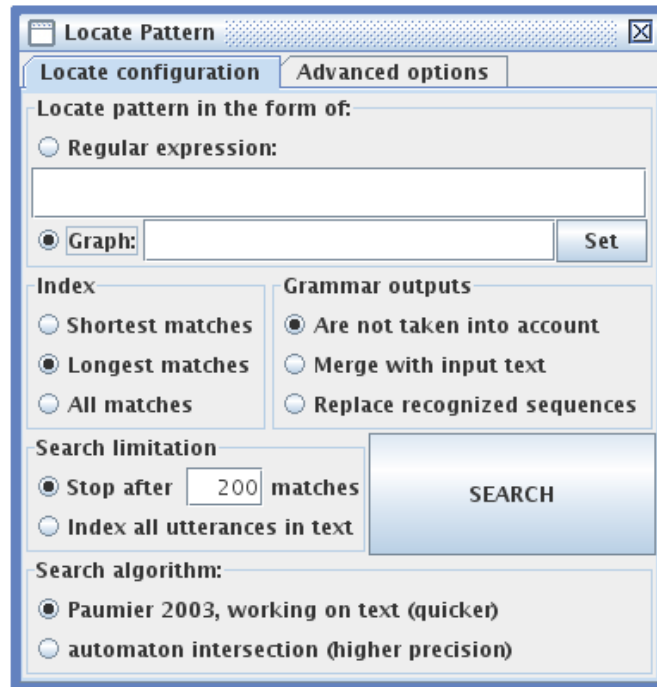 Locate Pattern
Locate configuration Advanced options
Locate pattern in the form of:
Regular expression:
Graph: Set
Index
Shortest matches
Longest matches
All matches
Grammar outputs
Are not taken into account
Merge with input text
Replace recognized sequences
Search limitation
Stop after 200 matches
Index all utterances in text
SEARCH
Search algorithm:
Paumier 2003, working on text (quicker)
automaton intersection (higher precision)